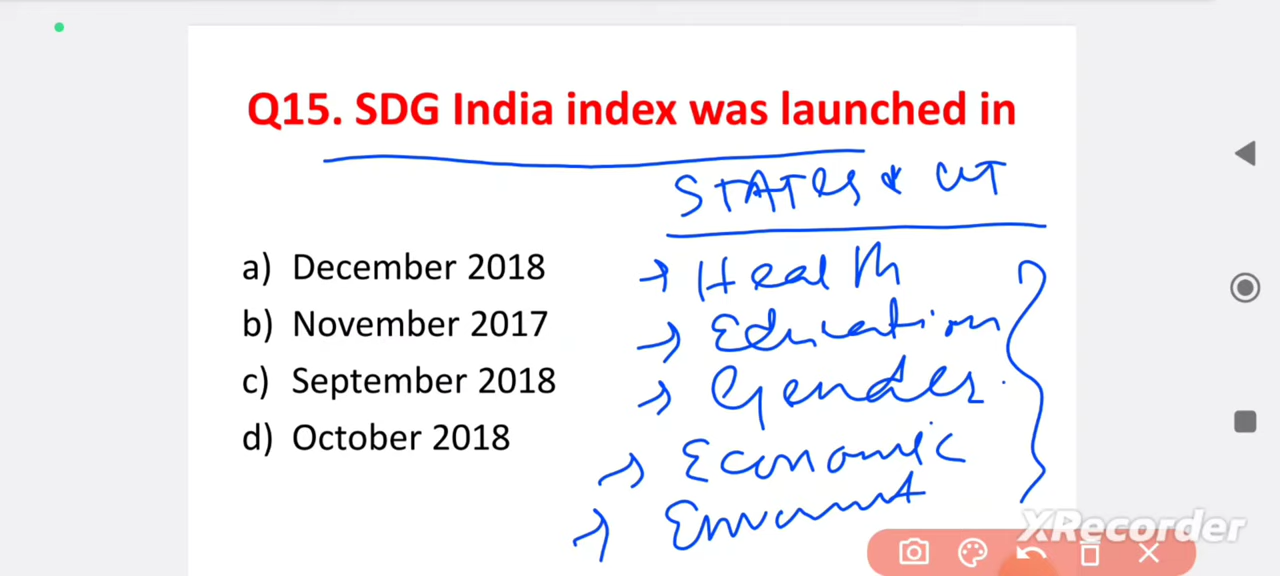 Q15. SDG India index was launched in
STATES & UT
a) December 2018
→ Health
b) November 2017
→ Education
c) September 2018
→ Gender
d) October 2018
→ Economic
→
XRecorder